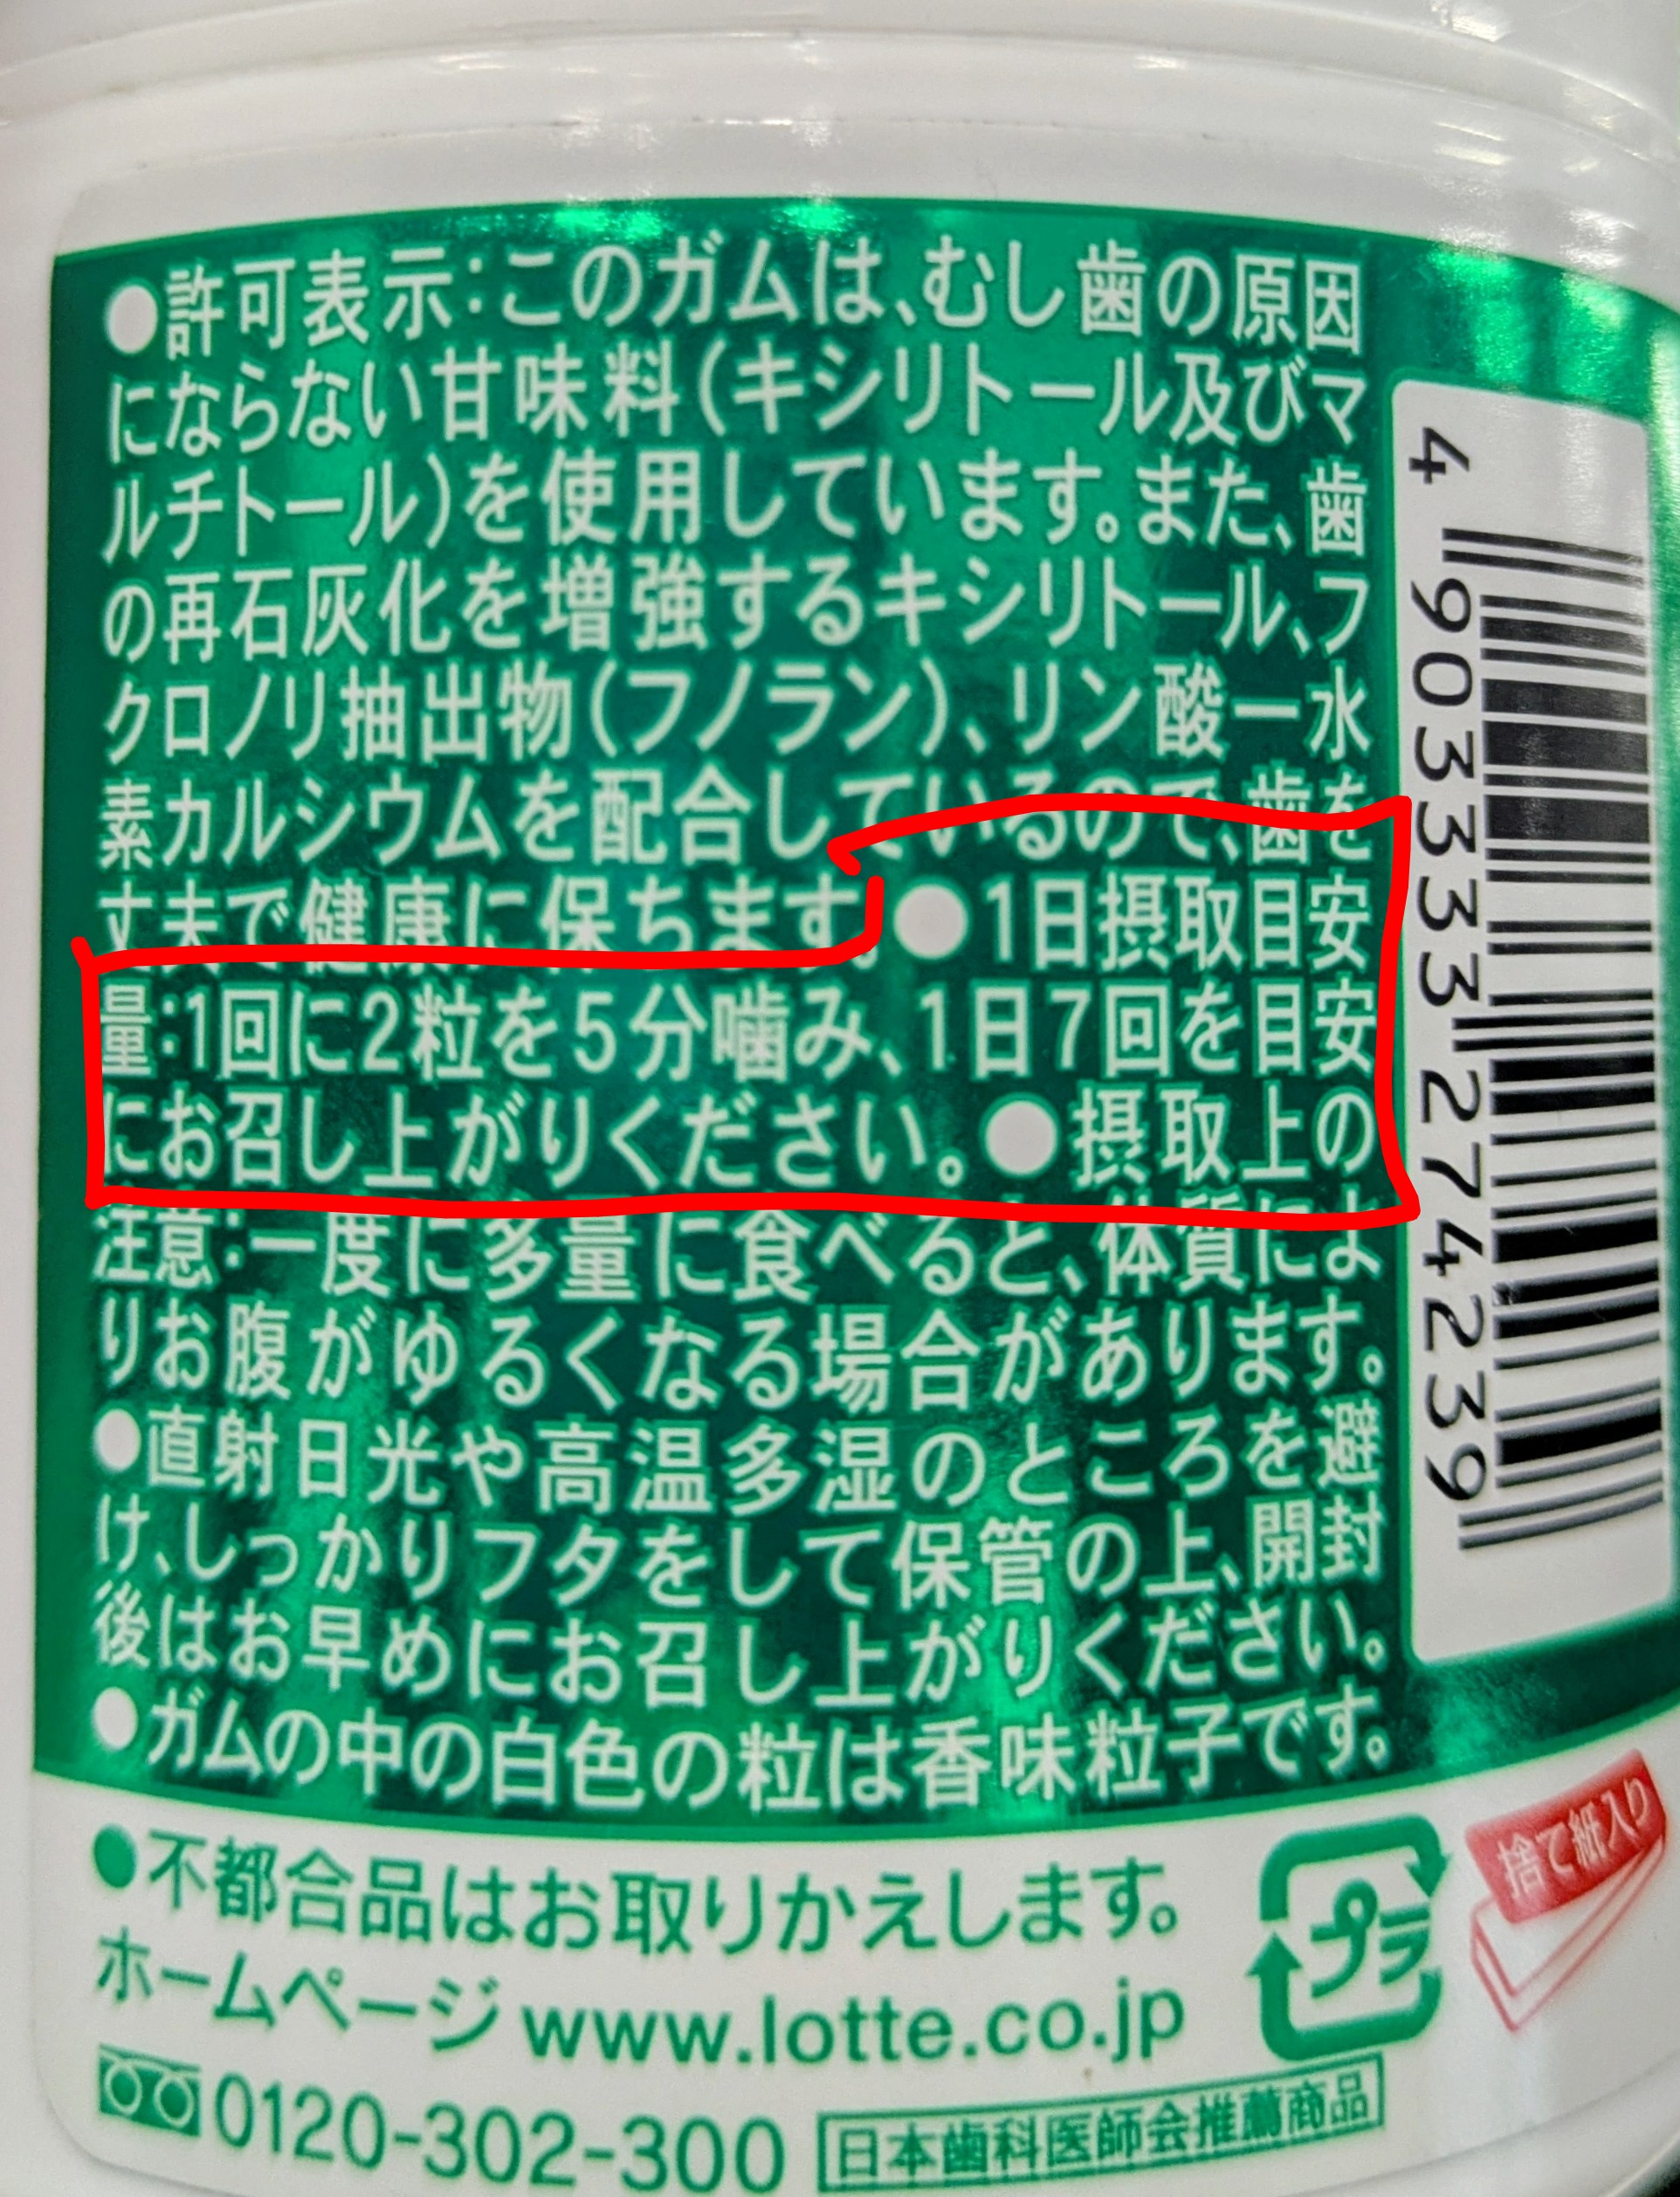 ●許可表示:このガムは、むし歯の原因
にならない甘味料(キシリトール及びマ
ルチトール)を使用しています。また、歯
の再石灰化を増強するキシリトール、フ
クロノリ抽出物(フノラン)、リン酸一水
素カルシウムを配合しているので、歯を
丈夫で健康に保ちます。●1日摂取目安
量:1回に2粒を5分噛み、1日7回を目安
にお召し上がりください。●摂取上の
注意:一度に多量に食べると、体質によ
りお腹がゆるくなる場合があります。
●直射日光や高温多湿のところを避
け、しっかりフタをして保管の上、開封
後はお早めにお召し上がりください。
●ガムの中の白色の粒は香味粒子です。
4 903333 274239
●不都合品はお取りかえします。
ホームページ www.lotte.co.jp
0120-302-300
日本歯科医師会推薦商品
プラ
捨て紙入り